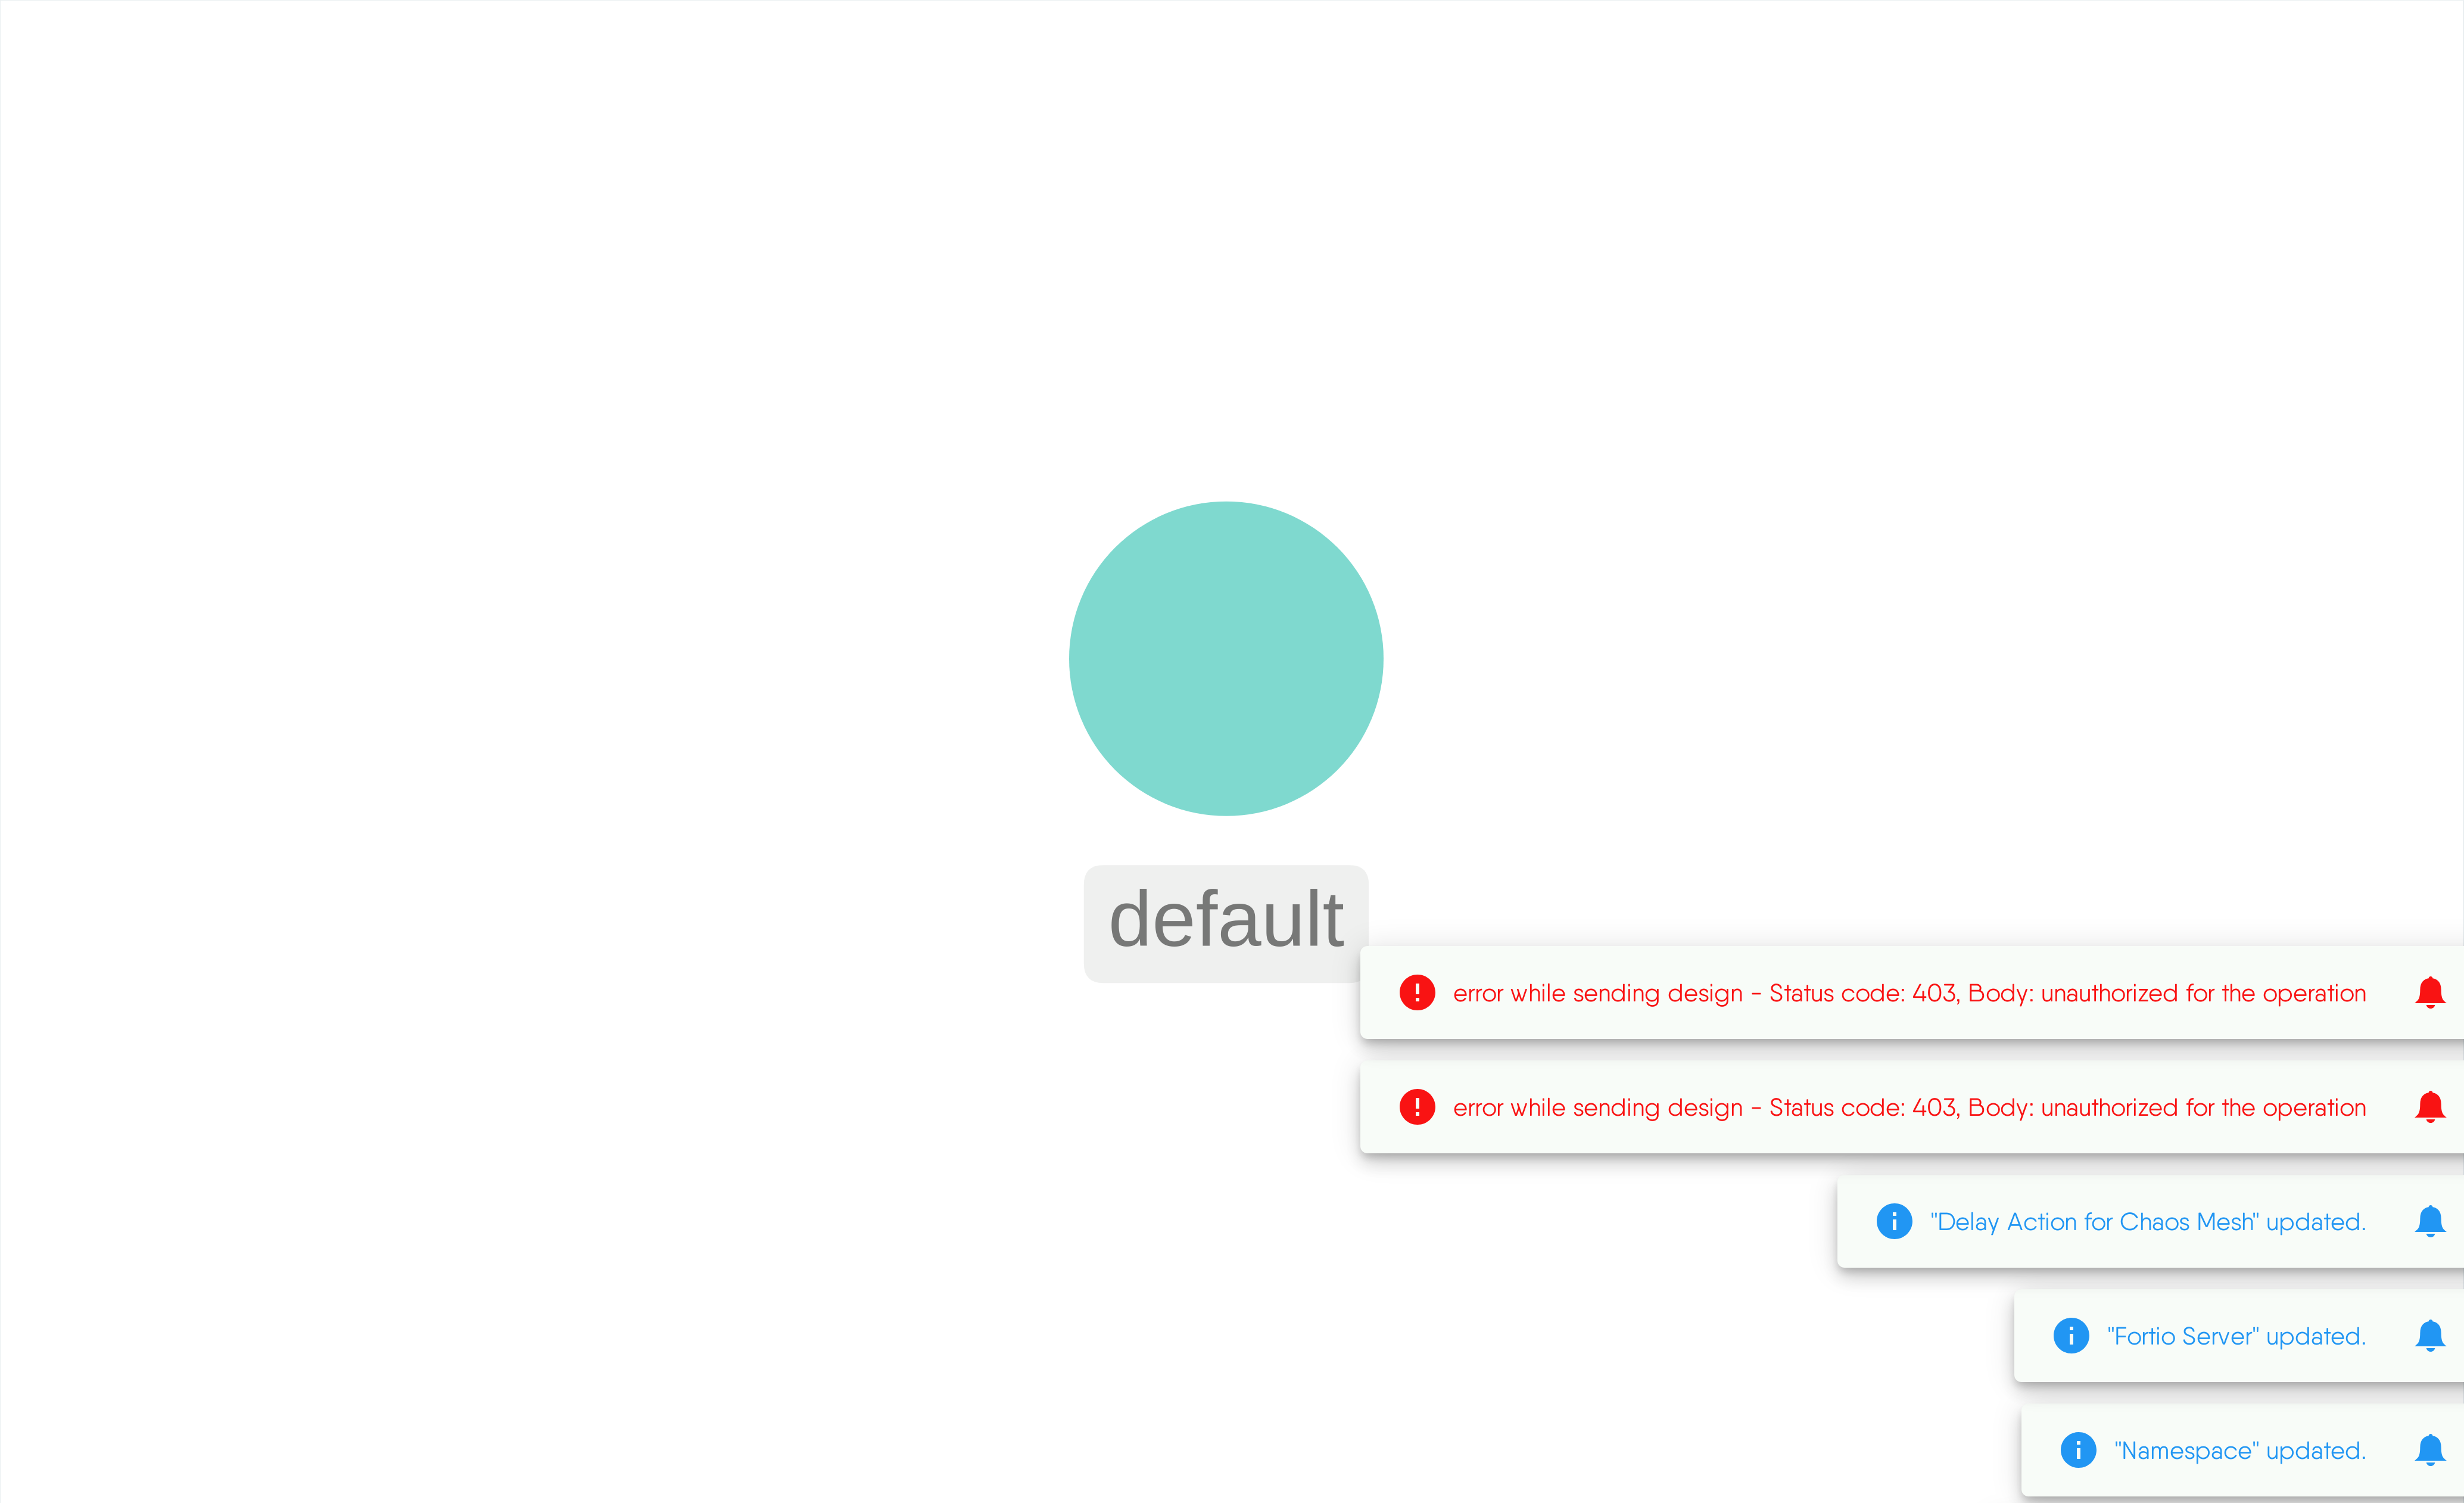 default
error while sending design - Status code: 403, Body: unauthorized for the operation
error while sending design - Status code: 403, Body: unauthorized for the operation
"Delay Action for Chaos Mesh" updated.
"Fortio Server" updated.
"Namespace" updated.